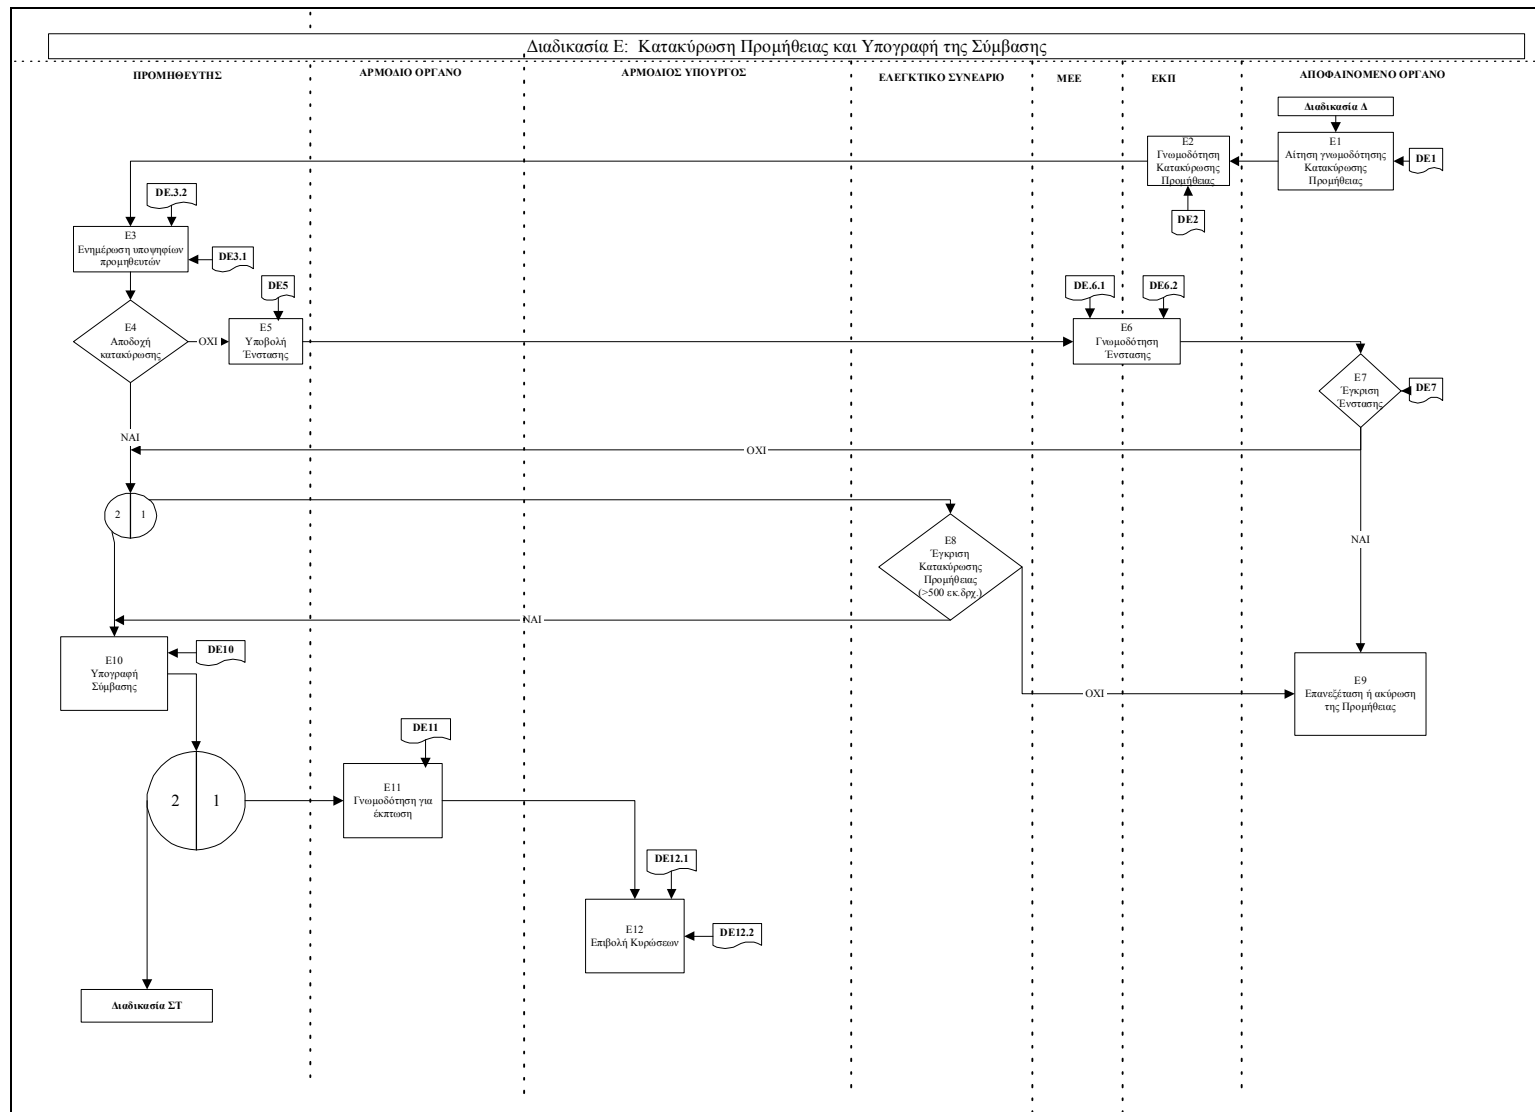 Διαδικασία Ε: Κατακύρωση Προμήθειας και Υπογραφή της Σύμβασης
ΠΡΟΜΗΘΕΥΤΗΣ
ΑΡΜΟΔΙΟ ΟΡΓΑΝΟ
ΑΡΜΟΔΙΟΣ ΥΠΟΥΡΓΟΣ
ΕΛΕΓΚΤΙΚΟ ΣΥΝΕΔΡΙΟ
ΜΕΕ
ΕΚΠ
ΑΠΟΦΑΙΝΟΜΕΝΟ ΟΡΓΑΝΟ
Διαδικασία Δ
Ε1
Αίτηση γνωμοδότησης
Κατακύρωσης
Προμήθειας
DE1
Ε2
Γνωμοδότηση
Κατακύρωσης
Προμήθειας
DE2
DE.3.2
Ε3
Ενημέρωση υποψηφίων
προμηθευτών
DE3.1
DE5
DE.6.1
DE6.2
Ε4
Αποδοχή
κατακύρωσης
ΟΧΙ
Ε5
Υποβολή
Ένστασης
Ε6
Γνωμοδότηση
Ένστασης
Ε7
Έγκριση
Ένστασης
DE7
ΝΑΙ
ΟΧΙ
2
1
Ε8
Έγκριση
Κατακύρωσης
Προμήθειας
(>500 εκ.δρχ.)
ΝΑΙ
ΝΑΙ
Ε10
Υπογραφή
Σύμβασης
DE10
ΟΧΙ
Ε9
Επανεξέταση ή ακύρωση
της Προμήθειας
DE11
2
1
Ε11
Γνωμοδότηση για
έκπτωση
DE12.1
Ε12
Επιβολή Κυρώσεων
DE12.2
Διαδικασία ΣΤ